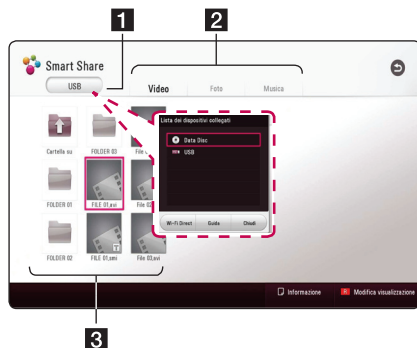 1
2
Smart Share
USB
Video
Foto
Musica
Lista dei dispositivi collegati
Data Disc
USB
Wi-Fi Direct
Guida
Chiudi
Cartella su
FOLDER 03
FOLDER 01
FILE 01.avi
FOLDER 02
FILE 01.smi
File 03.avi
Informazione
Modifica visualizzazione
3